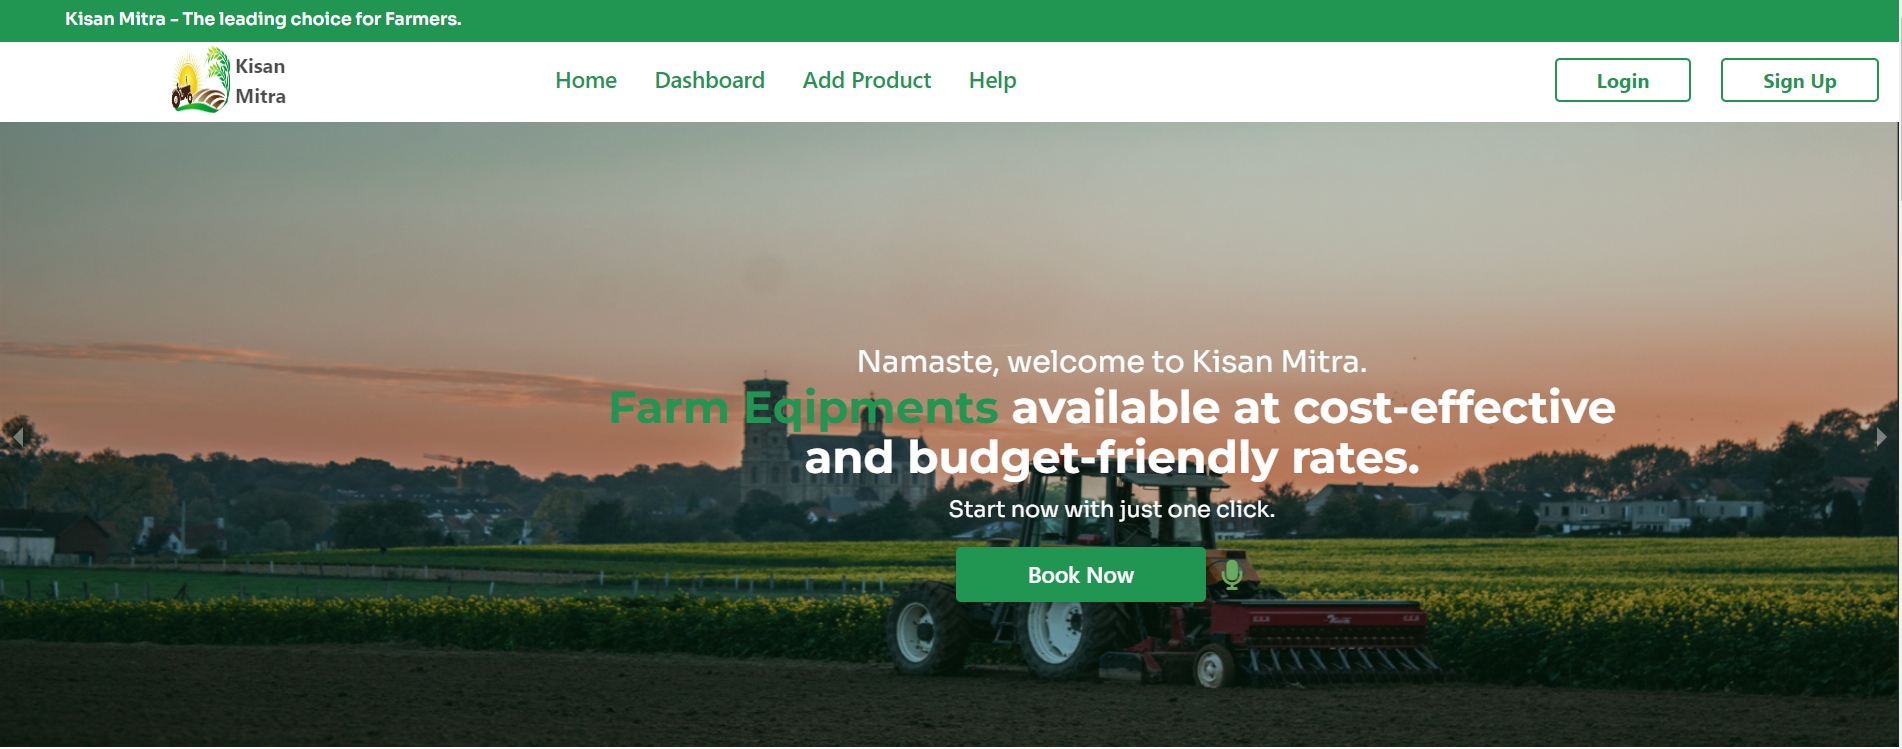 Kisan Mitra - The leading choice for Farmers.
Kisan
Mitra
Home
Dashboard
Add Product
Help
Login
Sign Up
Namaste, welcome to Kisan Mitra.
Farm Eqipments available at cost-effective
and budget-friendly rates.
Start now with just one click.
Book Now